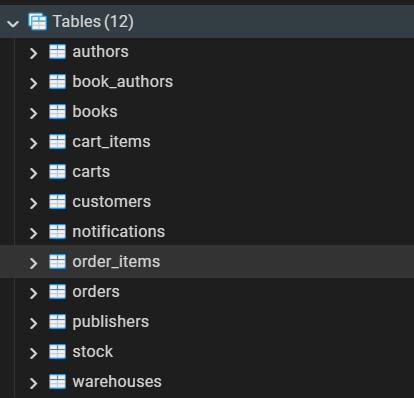 Tables (12)
authors
book_authors
books
cart_items
carts
customers
notifications
order_items
orders
publishers
stock
warehouses